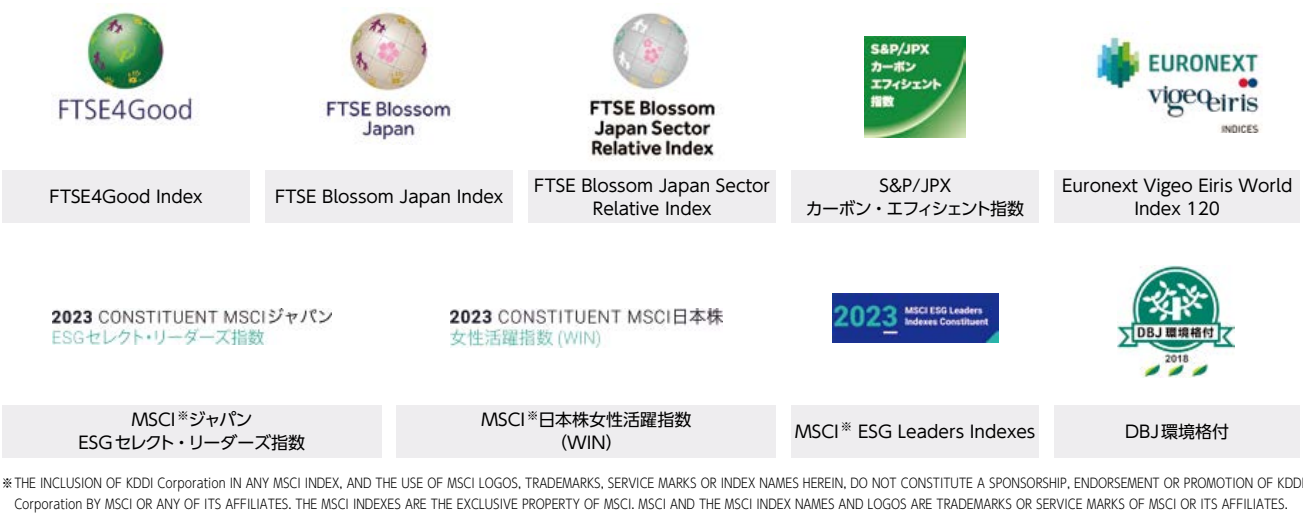 FTSE4Good
FTSE Blossom
Japan
FTSE Blossom
Japan Sector
Relative Index
S&P/JPX
カーボン
エフィシェント
指数
EURONEXT
vigeoeiris
INDICES
FTSE4Good Index
FTSE Blossom Japan Index
FTSE Blossom Japan Sector
Relative Index
S&P/JPX
カーボン・エフィシェント指数
Euronext Vigeo Eiris World
Index 120
2023 CONSTITUENT MSCIジャパン
ESGセレクト・リーダーズ指数
2023 CONSTITUENT MSCI日本株
女性活躍指数 (WIN)
2023 MSCI ESG Leaders
Indexes Constituent
DBJ 環境格付
2018
MSCI※ジャパン
ESGセレクト・リーダーズ指数
MSCI※日本株女性活躍指数
(WIN)
MSCI※ ESG Leaders Indexes
DBJ環境格付
※THE INCLUSION OF KDDI Corporation IN ANY MSCI INDEX, AND THE USE OF MSCI LOGOS, TRADEMARKS, SERVICE MARKS OR INDEX NAMES HEREIN, DO NOT CONSTITUTE A SPONSORSHIP, ENDORSEMENT OR PROMOTION OF KDDI
Corporation BY MSCI OR ANY OF ITS AFFILIATES. THE MSCI INDEXES ARE THE EXCLUSIVE PROPERTY OF MSCI. MSCI AND THE MSCI INDEX NAMES AND LOGOS ARE TRADEMARKS OR SERVICE MARKS OF MSCI OR ITS AFFILIATES.